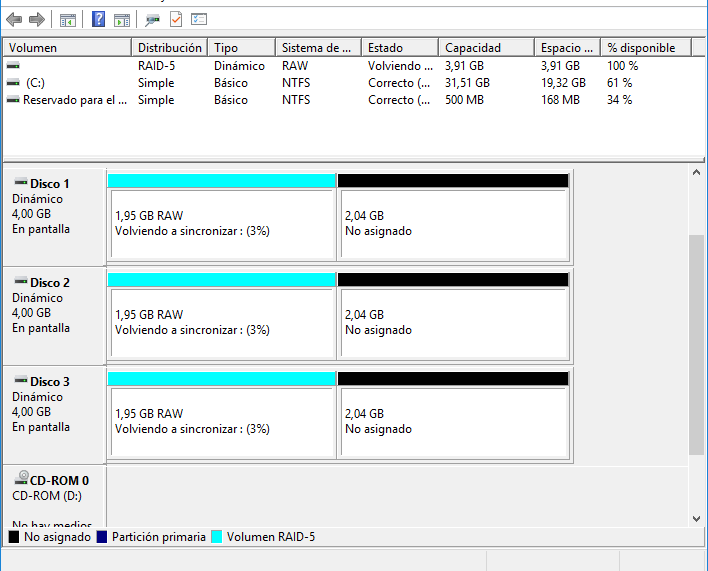 Volumen Distribución Tipo Sistema de ... Estado Capacidad Espacio ... % disponible
RAID-5 Dinámico RAW Volviendo ... 3,91 GB 3,91 GB 100 %
(C:) Simple Básico NTFS Correcto (... 31,51 GB 19,32 GB 61 %
Reservado para el ... Simple Básico NTFS Correcto (... 500 MB 168 MB 34 %
Disco 1
Dinámico
4,00 GB
En pantalla
1,95 GB RAW
Volviendo a sincronizar : (3%)
2,04 GB
No asignado
Disco 2
Dinámico
4,00 GB
En pantalla
1,95 GB RAW
Volviendo a sincronizar : (3%)
2,04 GB
No asignado
Disco 3
Dinámico
4,00 GB
En pantalla
1,95 GB RAW
Volviendo a sincronizar : (3%)
2,04 GB
No asignado
CD-ROM 0
CD-ROM (D:)
No hay medios
No asignado Partición primaria Volumen RAID-5